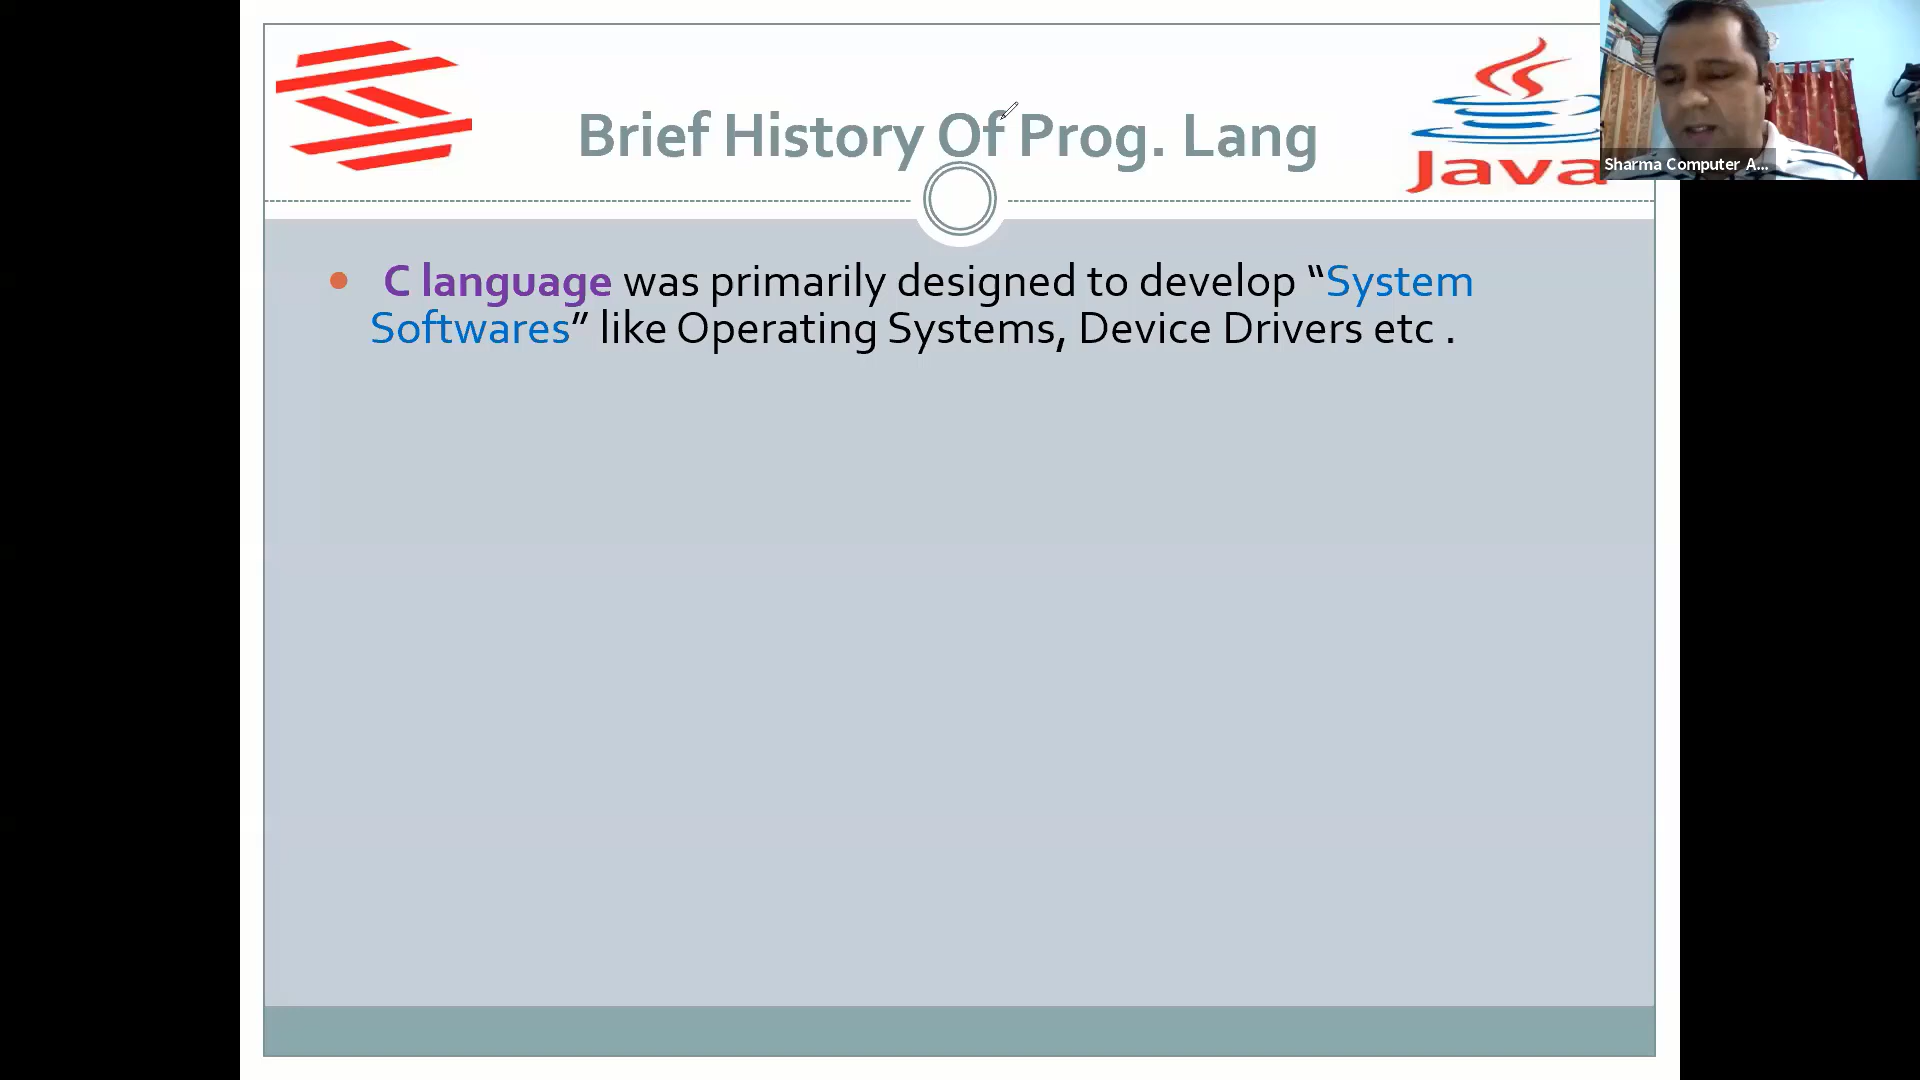 Brief History Of Prog. Lang
Java
Sharma Computer A...
C language was primarily designed to develop “System
Softwares” like Operating Systems, Device Drivers etc .